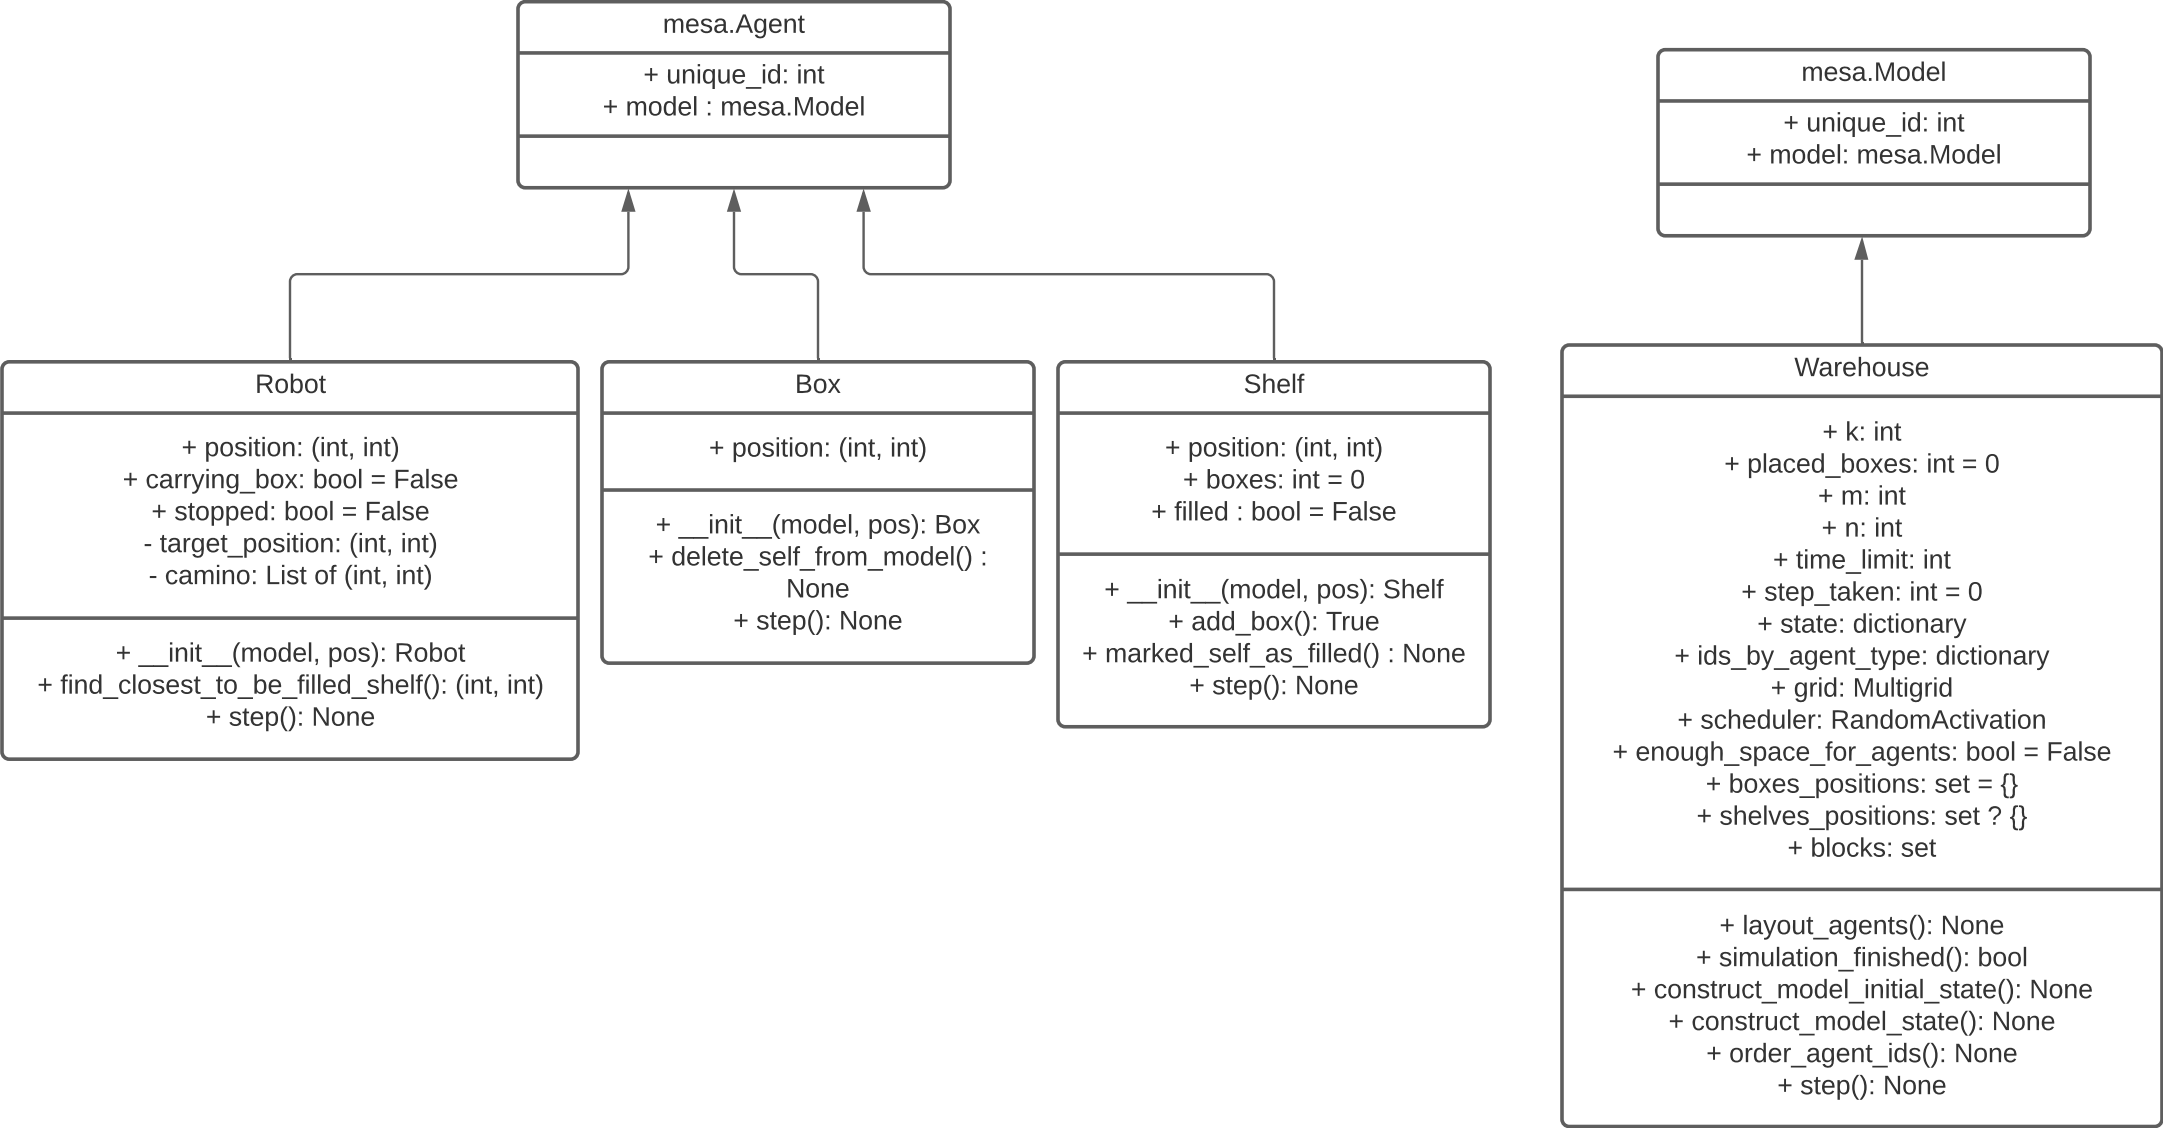 mesa.Agent
+ unique_id: int
+ model : mesa.Model
mesa.Model
+ unique_id: int
+ model: mesa.Model
Robot
+ position: (int, int)
+ carrying_box: bool = False
+ stopped: bool = False
- target_position: (int, int)
- camino: List of (int, int)
+ __init__(model, pos): Robot
+ find_closest_to_be_filled_shelf(): (int, int)
+ step(): None
Box
+ position: (int, int)
+ __init__(model, pos): Box
+ delete_self_from_model() :
None
+ step(): None
Shelf
+ position: (int, int)
+ boxes: int = 0
+ filled : bool = False
+ __init__(model, pos): Shelf
+ add_box(): True
+ marked_self_as_filled() : None
+ step(): None
Warehouse
+ k: int
+ placed_boxes: int = 0
+ m: int
+ n: int
+ time_limit: int
+ step_taken: int = 0
+ state: dictionary
+ ids_by_agent_type: dictionary
+ grid: Multigrid
+ scheduler: RandomActivation
+ enough_space_for_agents: bool = False
+ boxes_positions: set = {}
+ shelves_positions: set ? {}
+ blocks: set
+ layout_agents(): None
+ simulation_finished(): bool
+ construct_model_initial_state(): None
+ construct_model_state(): None
+ order_agent_ids(): None
+ step(): None